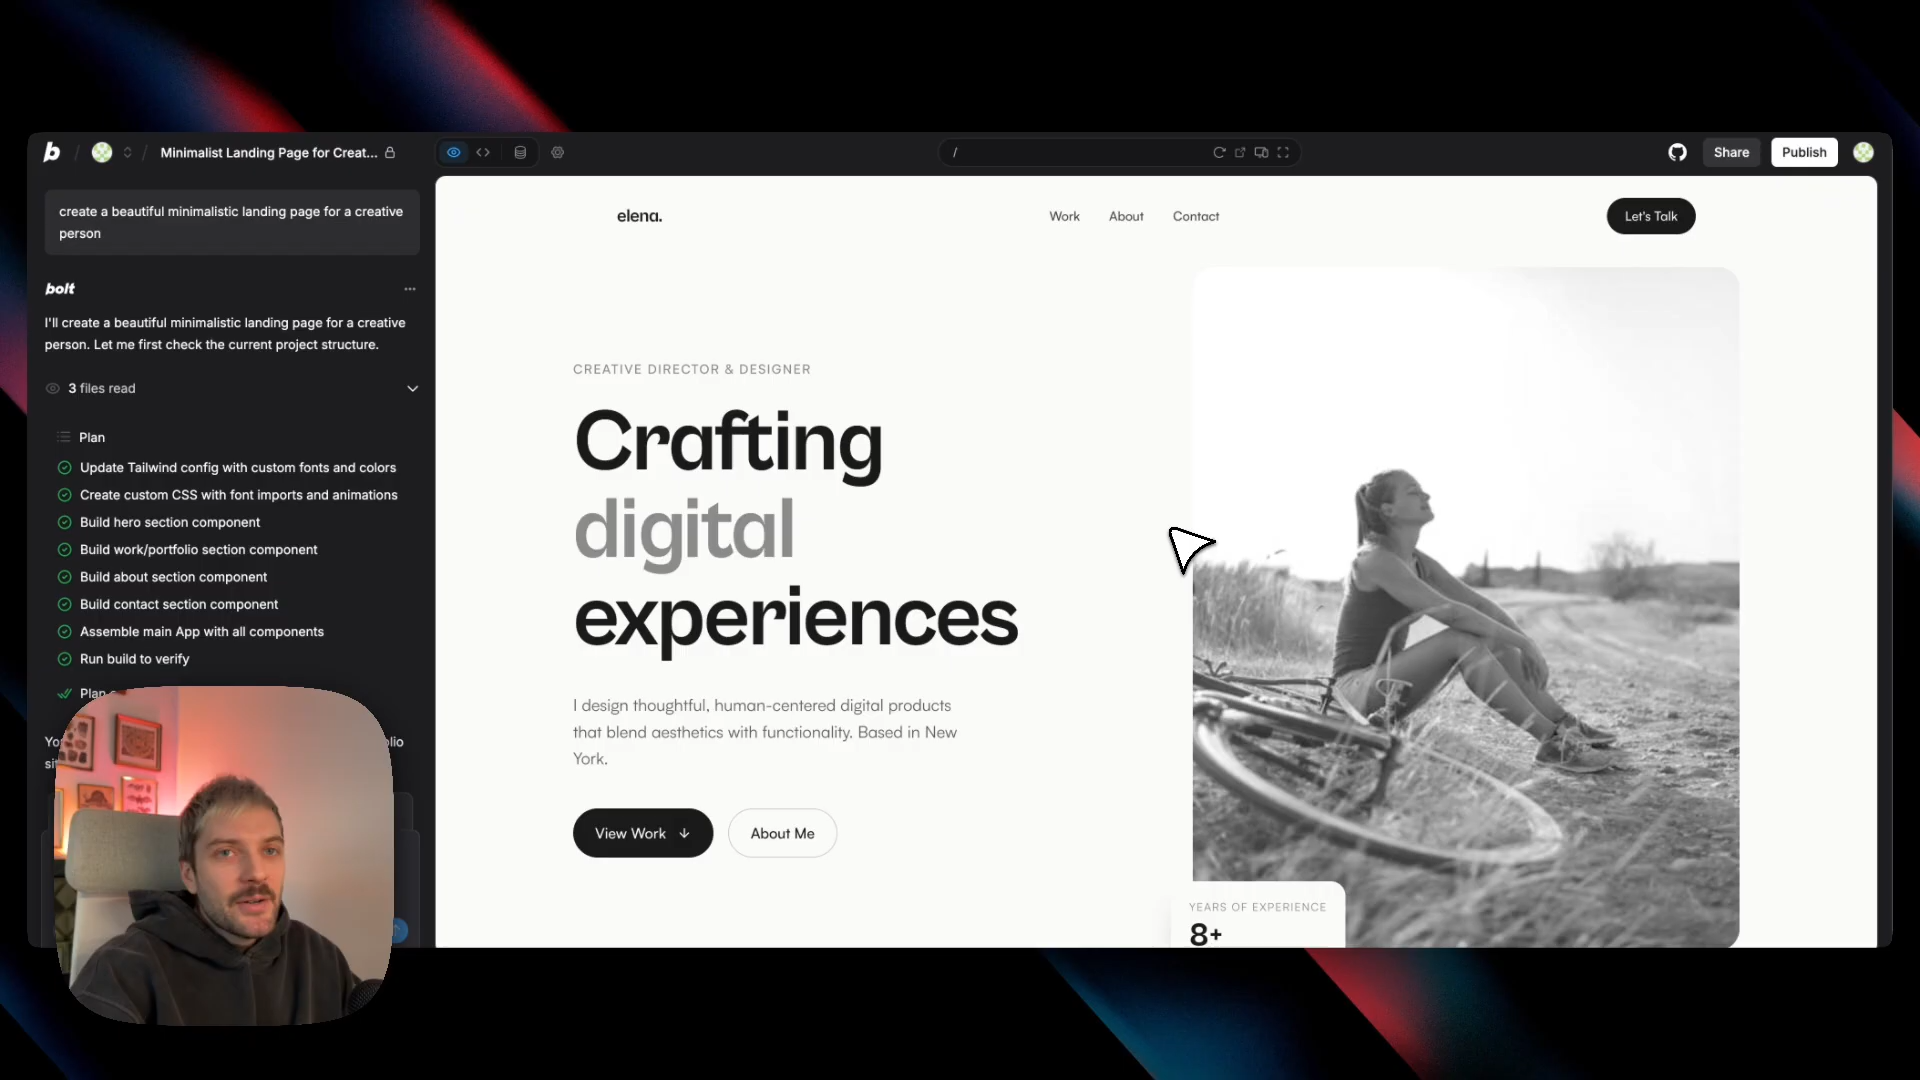 b / / Minimalist Landing Page for Creat...
/
Share
Publish
create a beautiful minimalistic landing page for a creative
person
bolt
I'll create a beautiful minimalistic landing page for a creative
person. Let me first check the current project structure.
3 files read
Plan
Update Tailwind config with custom fonts and colors
Create custom CSS with font imports and animations
Build hero section component
Build work/portfolio section component
Build about section component
Build contact section component
Assemble main App with all components
Run build to verify
Plan
elena.
Work
About
Contact
Let's Talk
CREATIVE DIRECTOR & DESIGNER
Crafting
digital
experiences
I design thoughtful, human-centered digital products
that blend aesthetics with functionality. Based in New
York.
View Work ↓
About Me
YEARS OF EXPERIENCE
8+